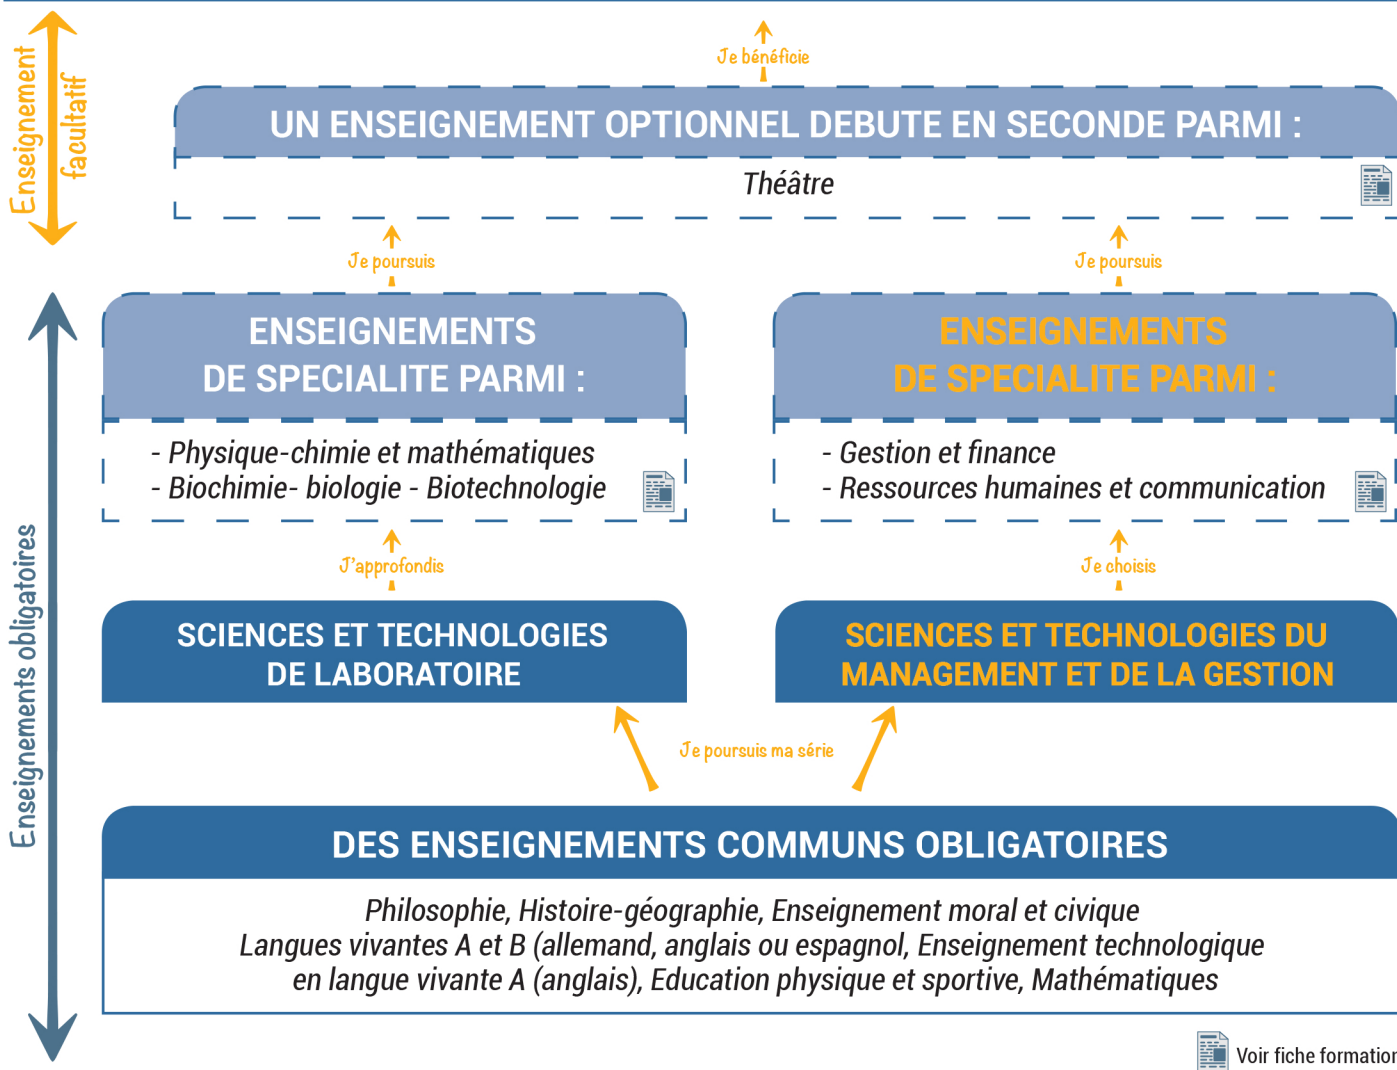 Je bénéficie
Enseignement
facultatif
UN ENSEIGNEMENT OPTIONNEL DEBUTE EN SECONDE PARMI :
Théâtre
Je poursuis
Je poursuis
ENSEIGNEMENTS
DE SPECIALITE PARMI :
- Physique-chimie et mathématiques
- Biochimie- biologie - Biotechnologie
ENSEIGNEMENTS
DE SPECIALITE PARMI :
- Gestion et finance
- Ressources humaines et communication
Enseignements obligatoires
J'approfondis
Je choisis
SCIENCES ET TECHNOLOGIES
DE LABORATOIRE
SCIENCES ET TECHNOLOGIES DU
MANAGEMENT ET DE LA GESTION
Je poursuis ma série
DES ENSEIGNEMENTS COMMUNS OBLIGATOIRES
Philosophie, Histoire-géographie, Enseignement moral et civique
Langues vivantes A et B (allemand, anglais ou espagnol, Enseignement technologique
en langue vivante A (anglais), Education physique et sportive, Mathématiques
Voir fiche formation